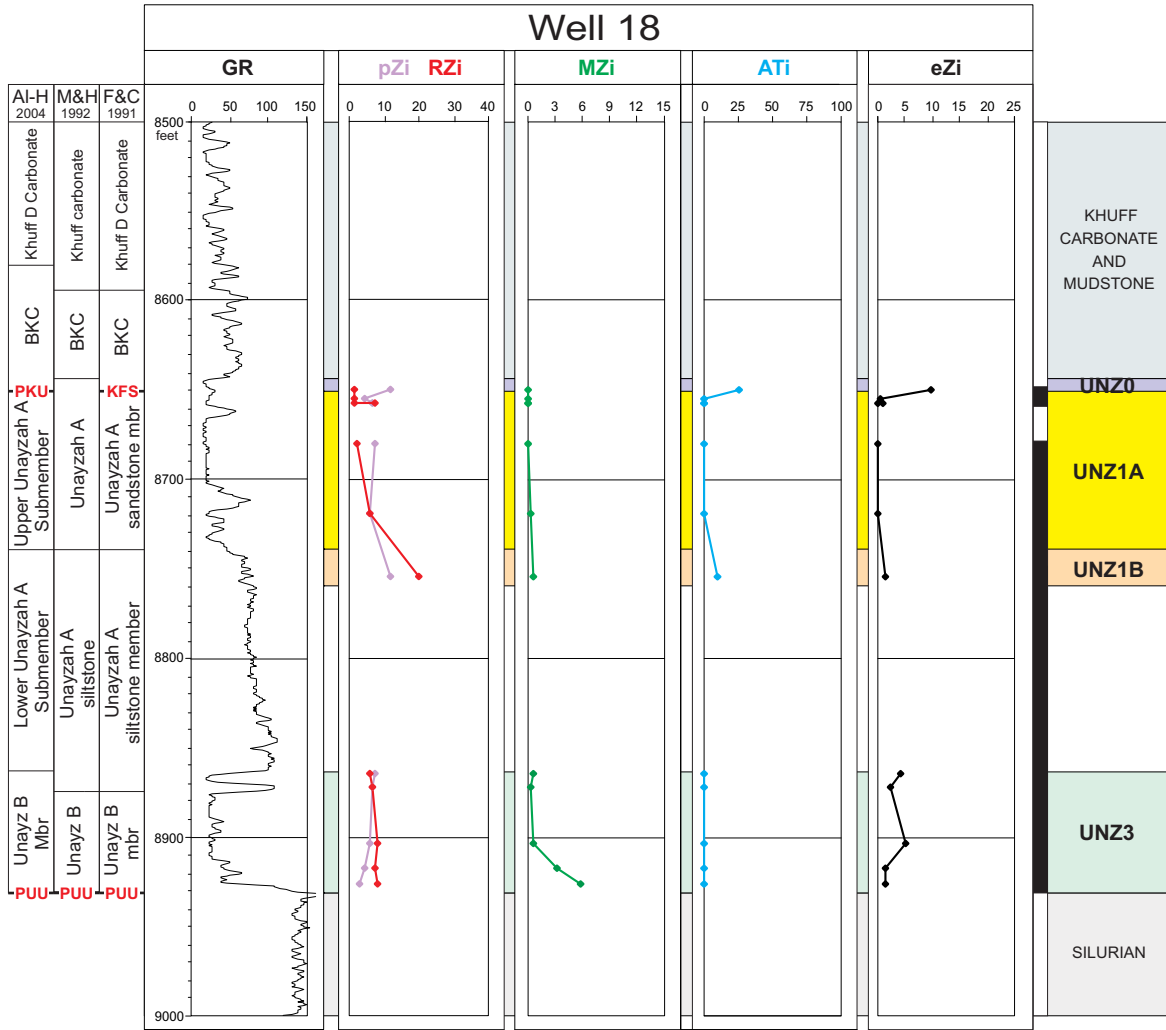 Well 18
GR
pZi RZi
MZi
ATi
eZi
Al-H M&H F&C
2004 1992 1991
0 50 100 150
0 10 20 30 40
0 3 6 9 12 15
0 25 50 75 100
0 5 10 15 20 25
8500
feet
8600
8700
8800
8900
9000
Khuff D Carbonate
BKC
PKU
Upper Unayzah A
Submember
Lower Unayzah A
Submember
Unayz B
Mbr
PUU
Khuff carbonate
BKC
Unayzah A
Unayzah A
siltstone
Unayz B
PUU
Khuff D Carbonate
BKC
KFS
Unayzah A
sandstone mbr
Unayzah A
siltstone member
Unayz B
mbr
PUU
KHUFF
CARBONATE
AND
MUDSTONE
UNZ0
UNZ1A
UNZ1B
UNZ3
SILURIAN